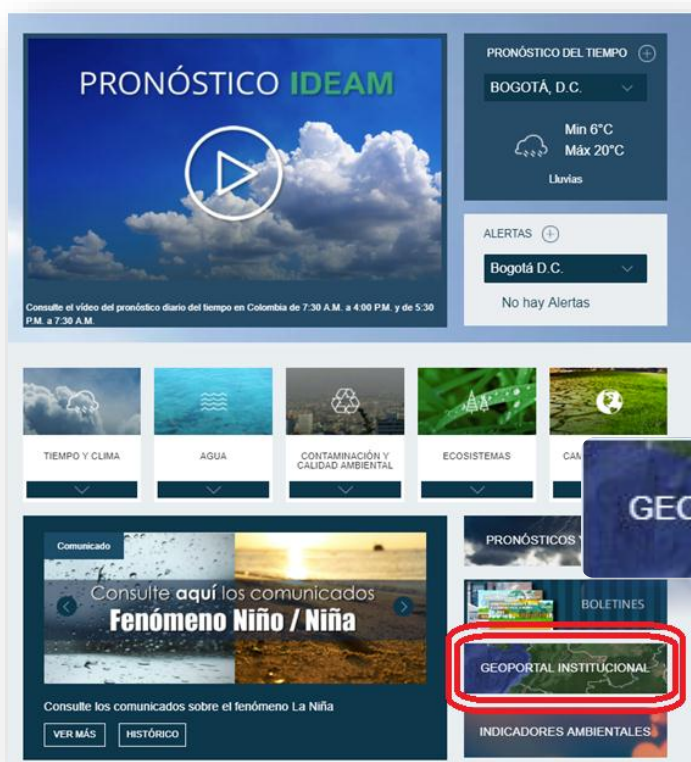 PRONÓSTICO IDEAM
Consulte el vídeo del pronóstico diario del tiempo en Colombia de 7:30 A.M. a 4:00 P.M. y de 5:30
P.M. a 7:30 A.M.
PRONÓSTICO DEL TIEMPO
BOGOTÁ, D.C.
Min 6°C
Máx 20°C
Lluvias
ALERTAS
Bogotá D.C.
No hay Alertas
TIEMPO Y CLIMA
AGUA
CONTAMINACIÓN Y
CALIDAD AMBIENTAL
ECOSISTEMAS
Comunicado
Consulte aquí los comunicados
Fenómeno Niño / Niña
Consulte los comunicados sobre el fenómeno La Niña
VER MÁS
HISTÓRICO
PRONÓSTICOS Y
BOLETINES
GEOPORTAL INSTITUCIONAL
INDICADORES AMBIENTALES